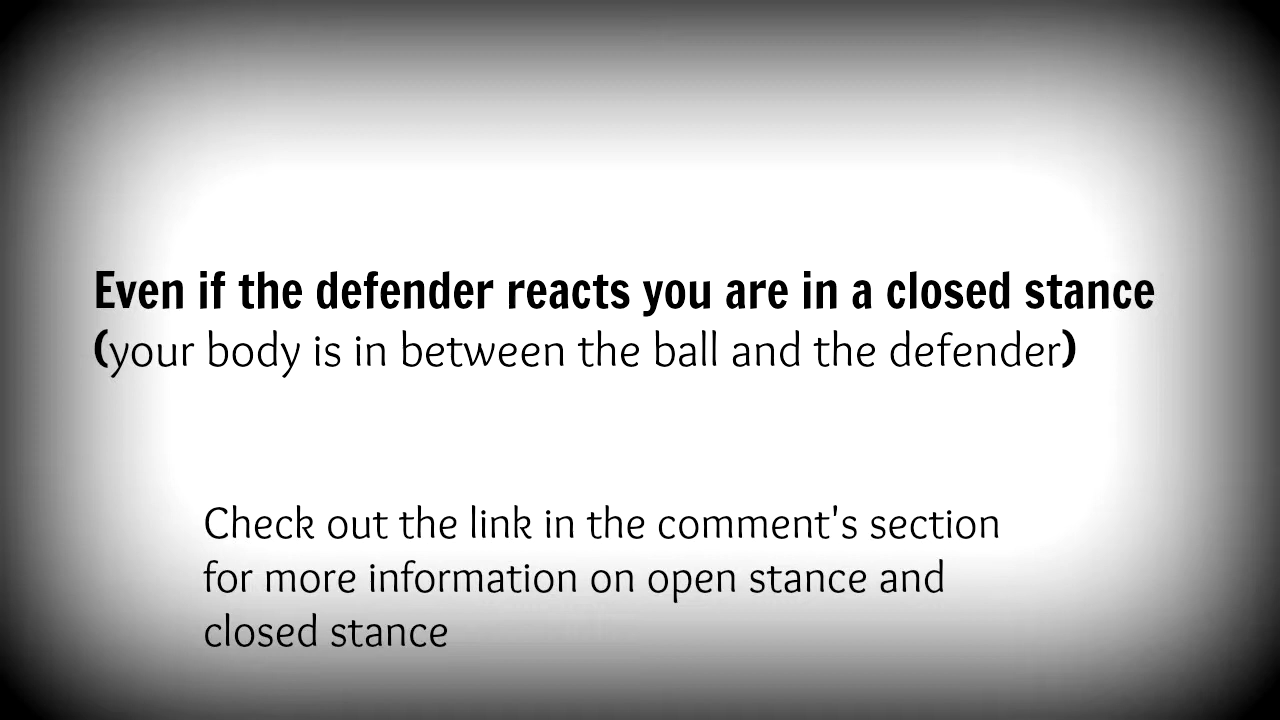 Even if the defender reacts you are in a closed stance
(your body is in between the ball and the defender)
Check out the link in the comment's section
for more information on open stance and
closed stance